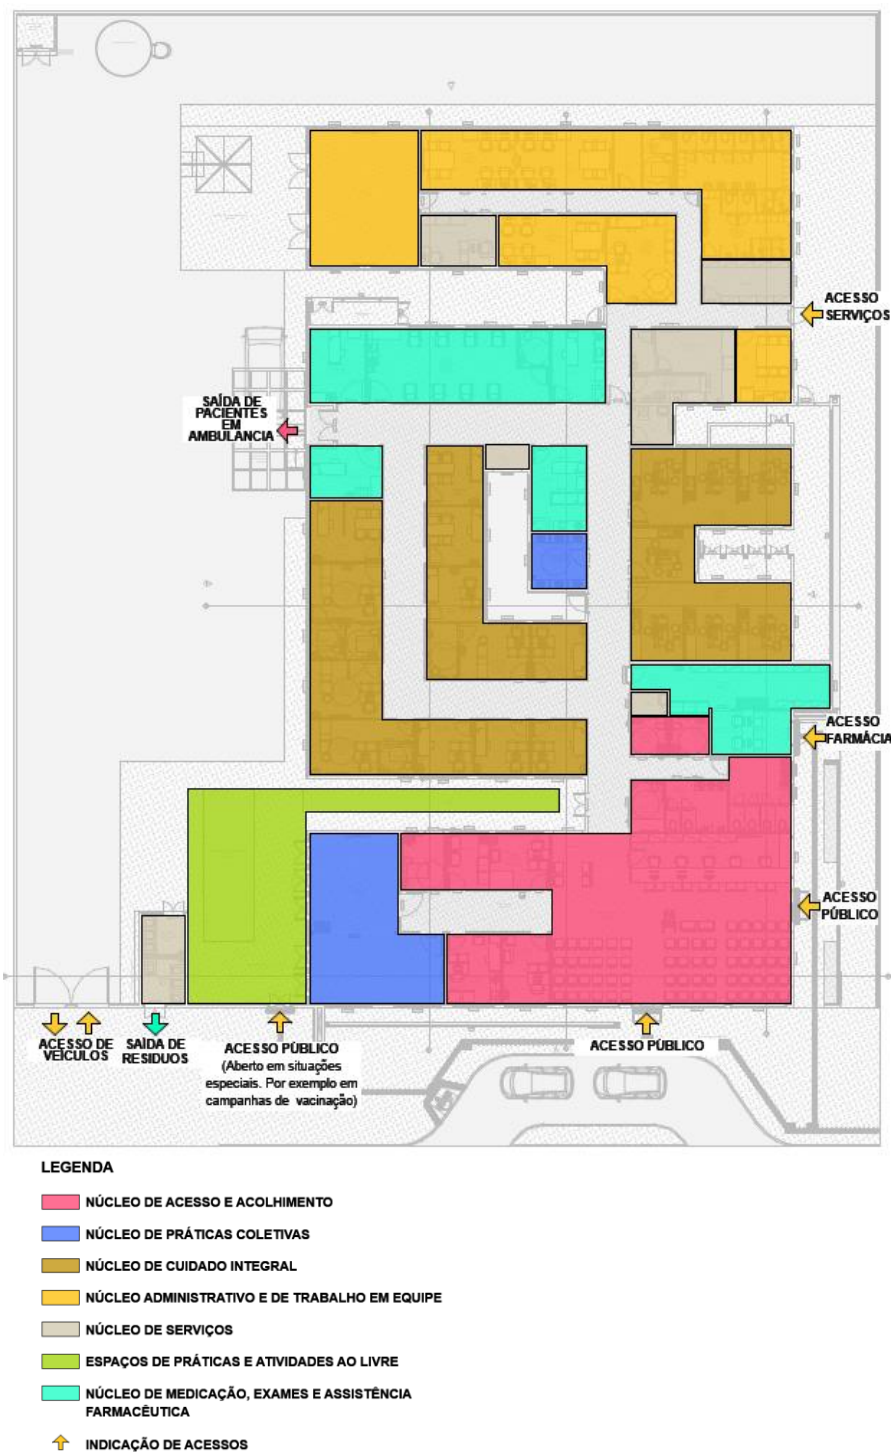 ACESSO
SERVIÇOS
SAÍDA DE
PACIENTES
EM
AMBULANCIA
ACESSO
FARMÁCIA
ACESSO
PÚBLICO
ACESSO DE
VEÍCULOS
SAÍDA DE
RESIDUOS
ACESSO PÚBLICO
(Aberto em situações
especiais. Por exemplo em
campanhas de vacinação)
ACESSO PÚBLICO
LEGENDA
NÚCLEO DE ACESSO E ACOLHIMENTO
NÚCLEO DE PRÁTICAS COLETIVAS
NÚCLEO DE CUIDADO INTEGRAL
NÚCLEO ADMINISTRATIVO E DE TRABALHO EM EQUIPE
NÚCLEO DE SERVIÇOS
ESPAÇOS DE PRÁTICAS E ATIVIDADES AO LIVRE
NÚCLEO DE MEDICAÇÃO, EXAMES E ASSISTÊNCIA
FARMACÊUTICA
INDICAÇÃO DE ACESSOS